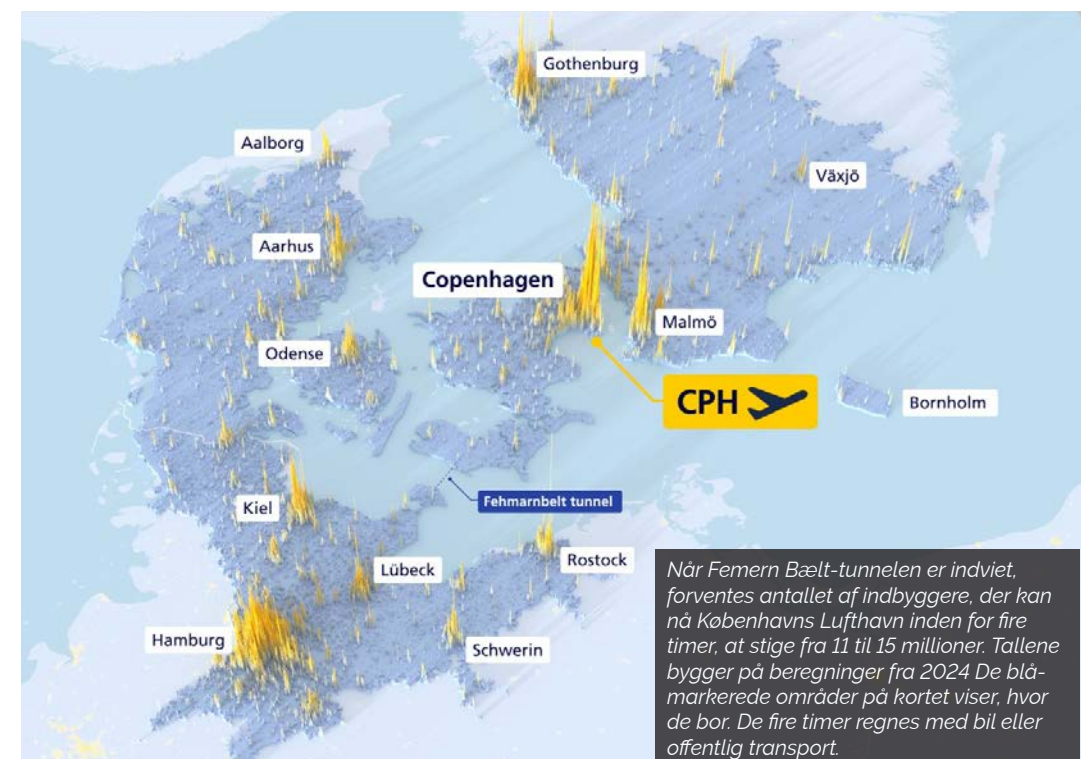 Gothenburg
Aalborg
Växjö
Aarhus
Copenhagen
Malmö
Odense
CPH
Bornholm
Fehmarnbelt tunnel
Kiel
Rostock
Lübeck
Hamburg
Schwerin
Når Femern Bælt-tunnelen er indviet,
forventes antallet af indbyggere, der kan
nå Københavns Lufthavn inden for fire
timer, at stige fra 11 til 15 millioner. Tallene
bygger på beregninger fra 2024 De blå-
markerede områder på kortet viser, hvor
de bor. De fire timer regnes med bil eller
offentlig transport.